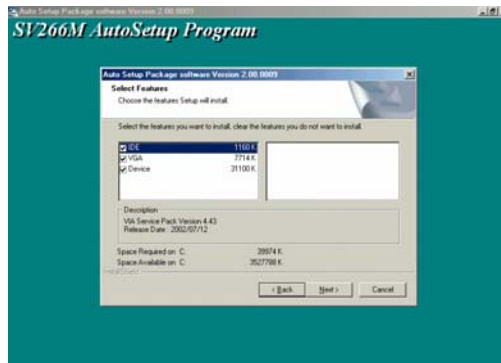 Auto Setup Package software Version 2.00.0009
SV266M AutoSetup Program
Auto Setup Package software Version 2.00.0009
Select Features
Choose the features Setup will install.
Select the features you want to install, clear the features you do not want to install.
IDE 1160 K
VGA 7714 K
Device 31100 K
Description
VIA Service Pack Version 4.43
Release Date : 2002/07/12
Space Required on C: 39974 K
Space Available on C: 3527788 K
InstallShield
< Back Next > Cancel